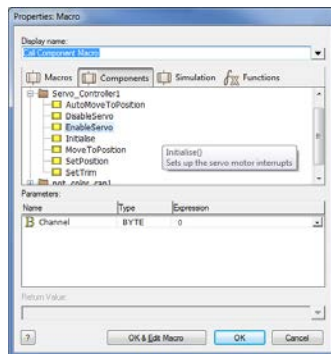 Properties: Macro
Display name:
Call Component Macro
Macros Components Simulation fx Functions
Servo_Controller1
AutoMoveToPosition
DisableServo
EnableServo
Initialise
MoveToPosition
SetPosition
SetTrim
Initialise()
Sets up the servo motor interrupts
Parameters:
Name Type Expression
B Channel BYTE 0
Return Value:
? OK & Edit Macro OK Cancel